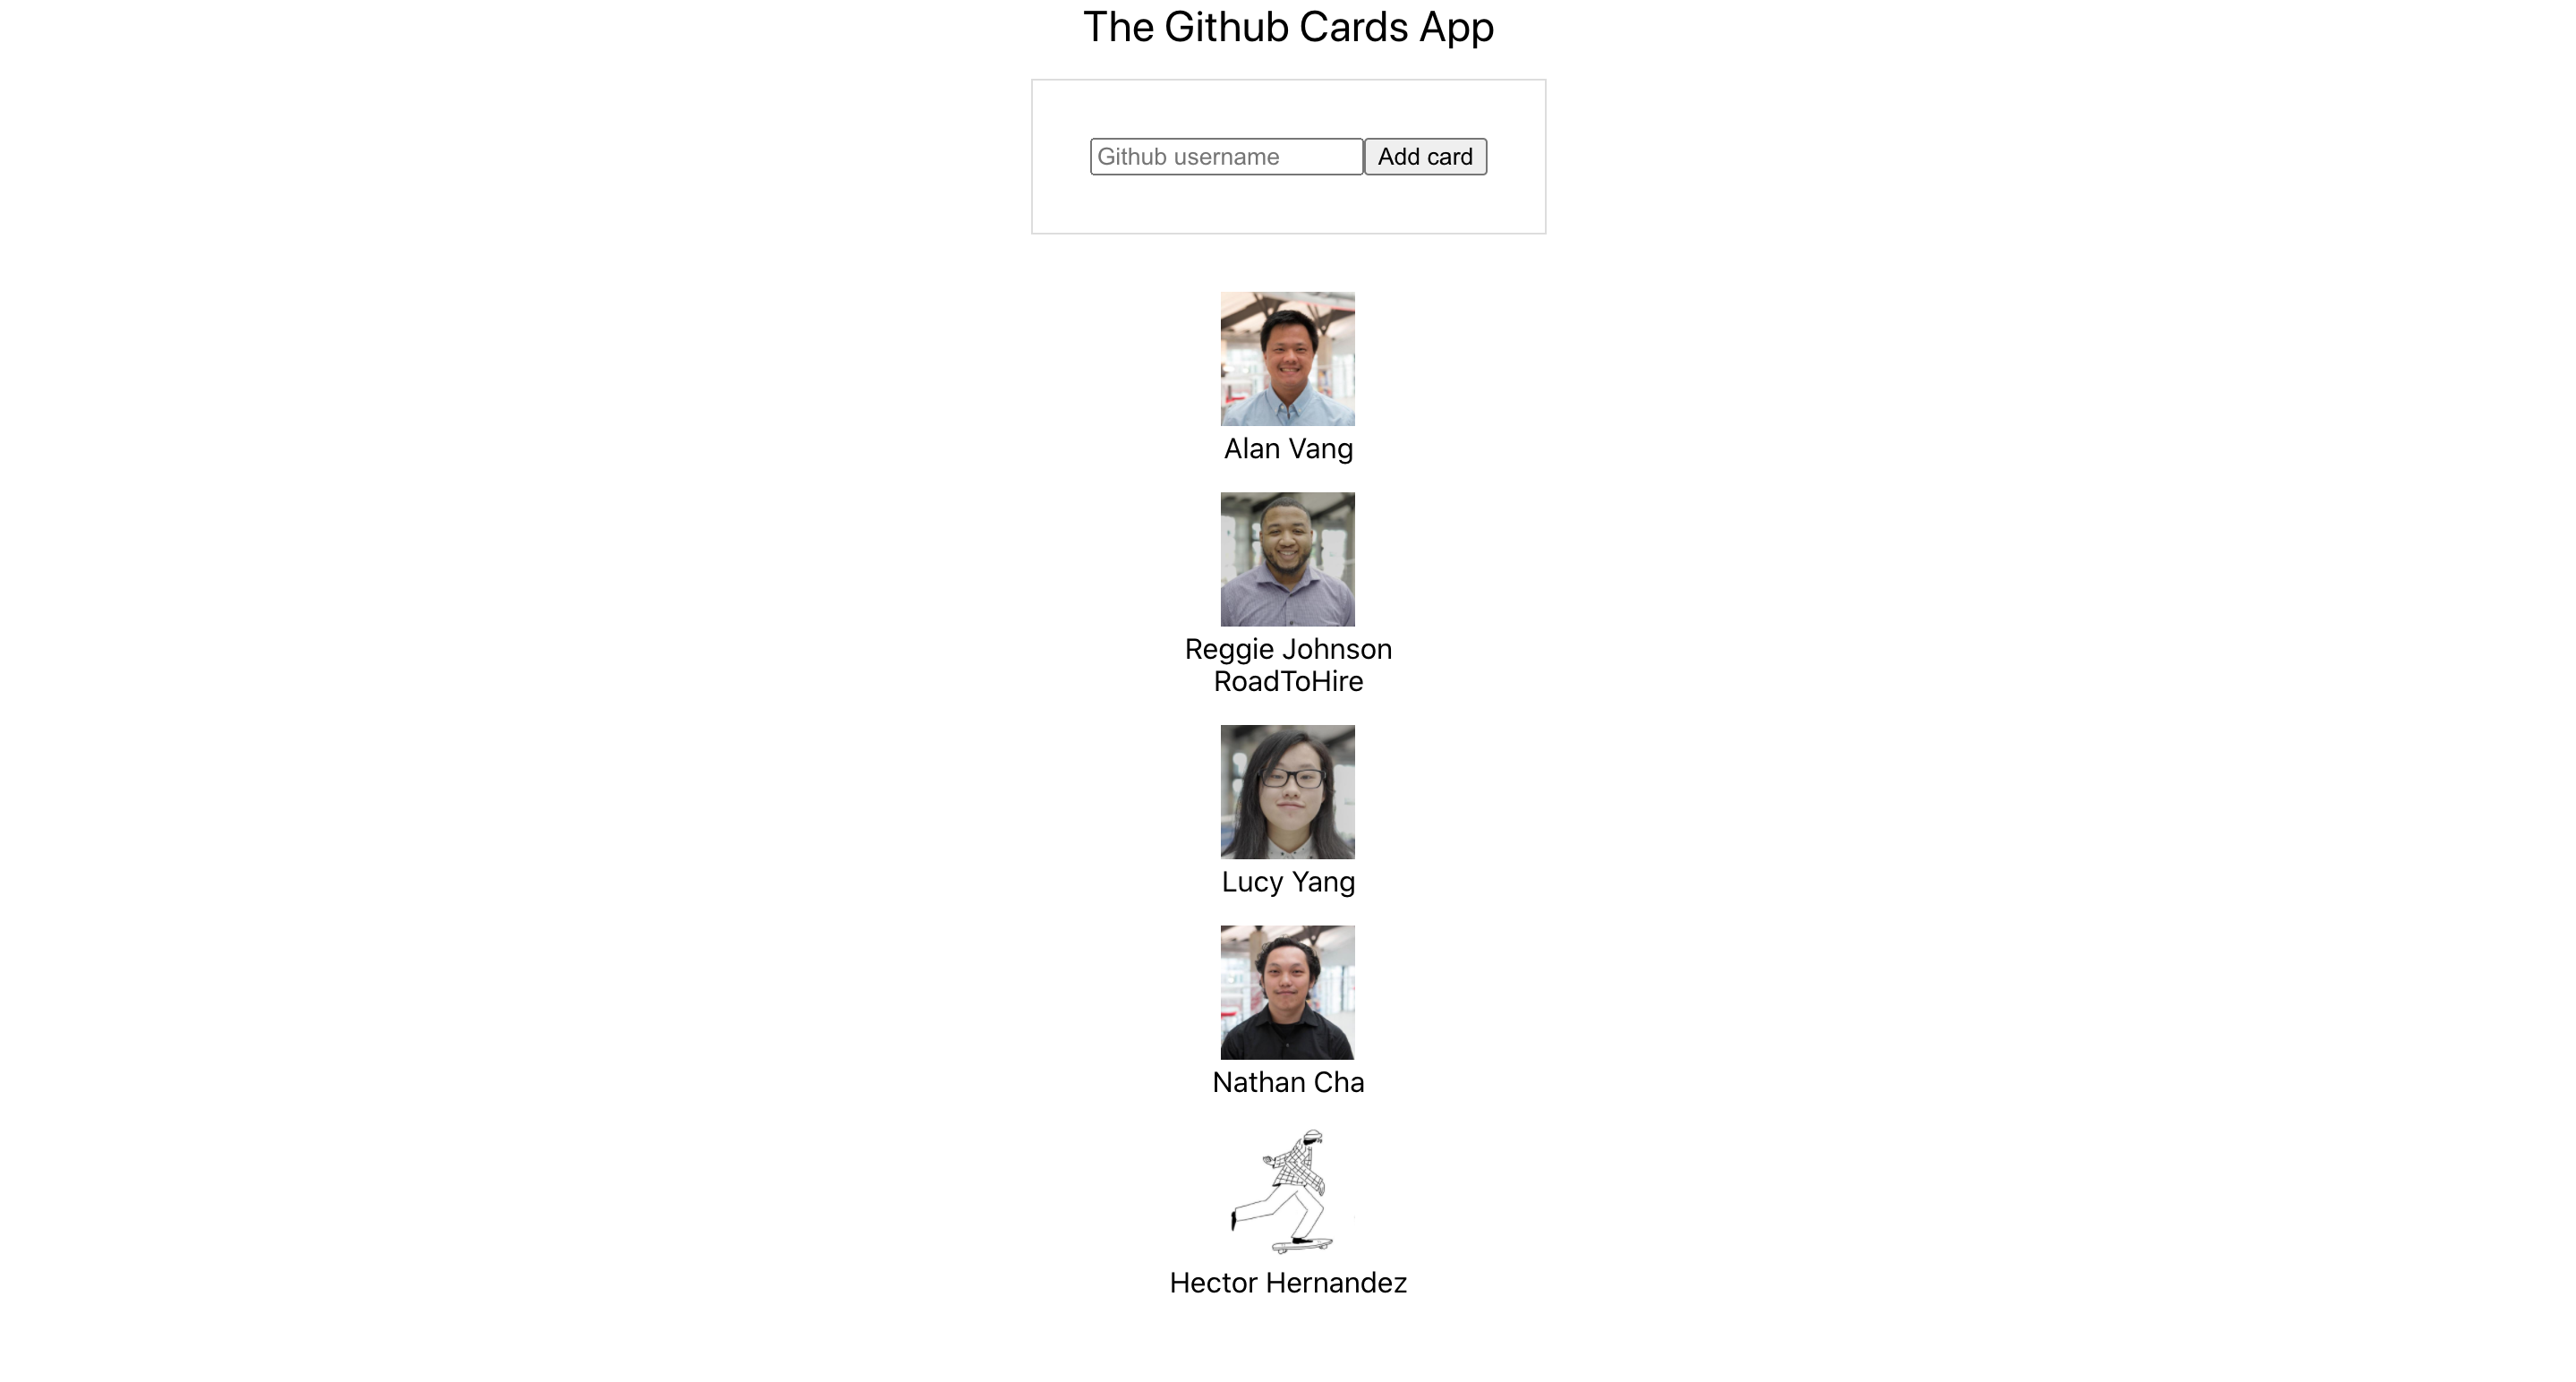 The Github Cards App
Github username Add card
Alan Vang
Reggie Johnson
RoadToHire
Lucy Yang
Nathan Cha
Hector Hernandez